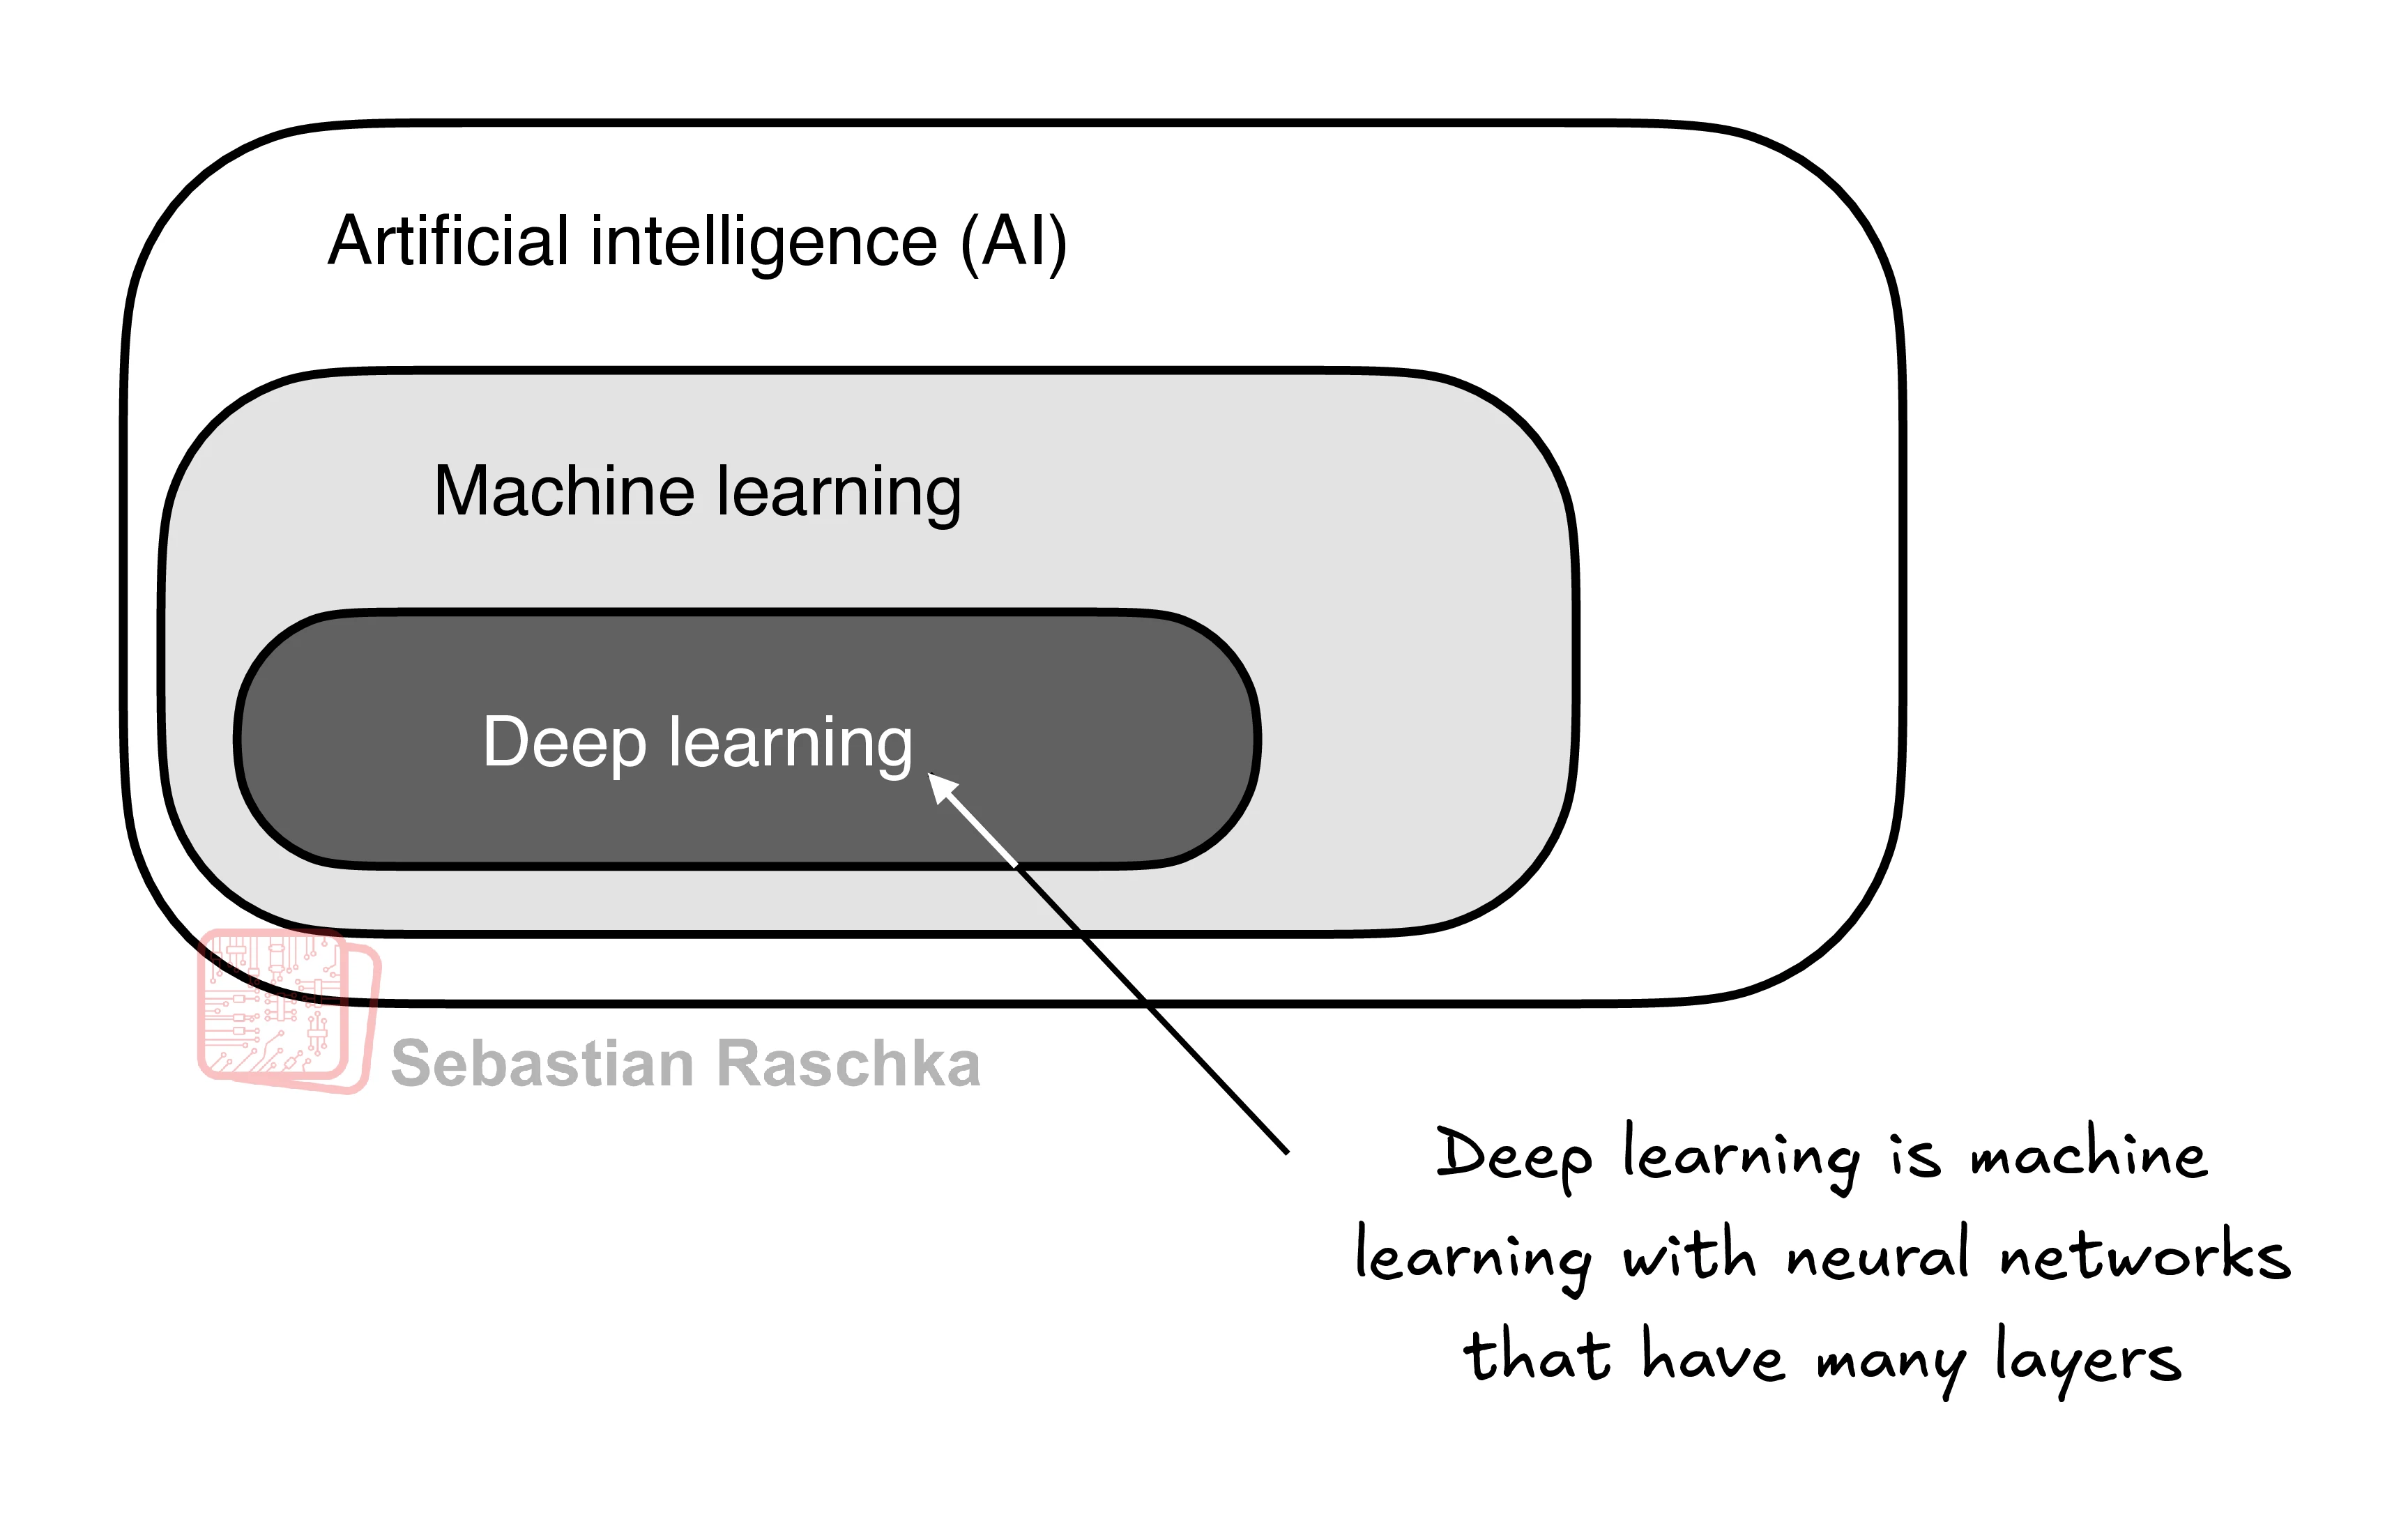 Artificial intelligence (AI)
Machine learning
Deep learning
Sebastian Raschka
Deep learning is machine
learning with neural networks
that have many layers